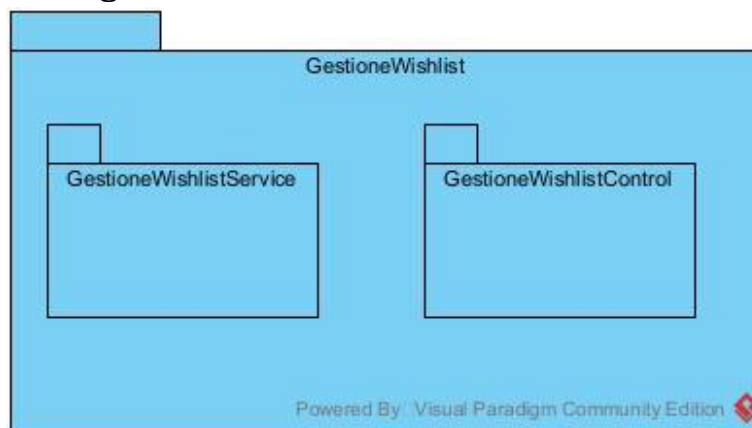 GestioneWishlist
GestioneWishlistService
GestioneWishlistControl
Powered By: Visual Paradigm Community Edition